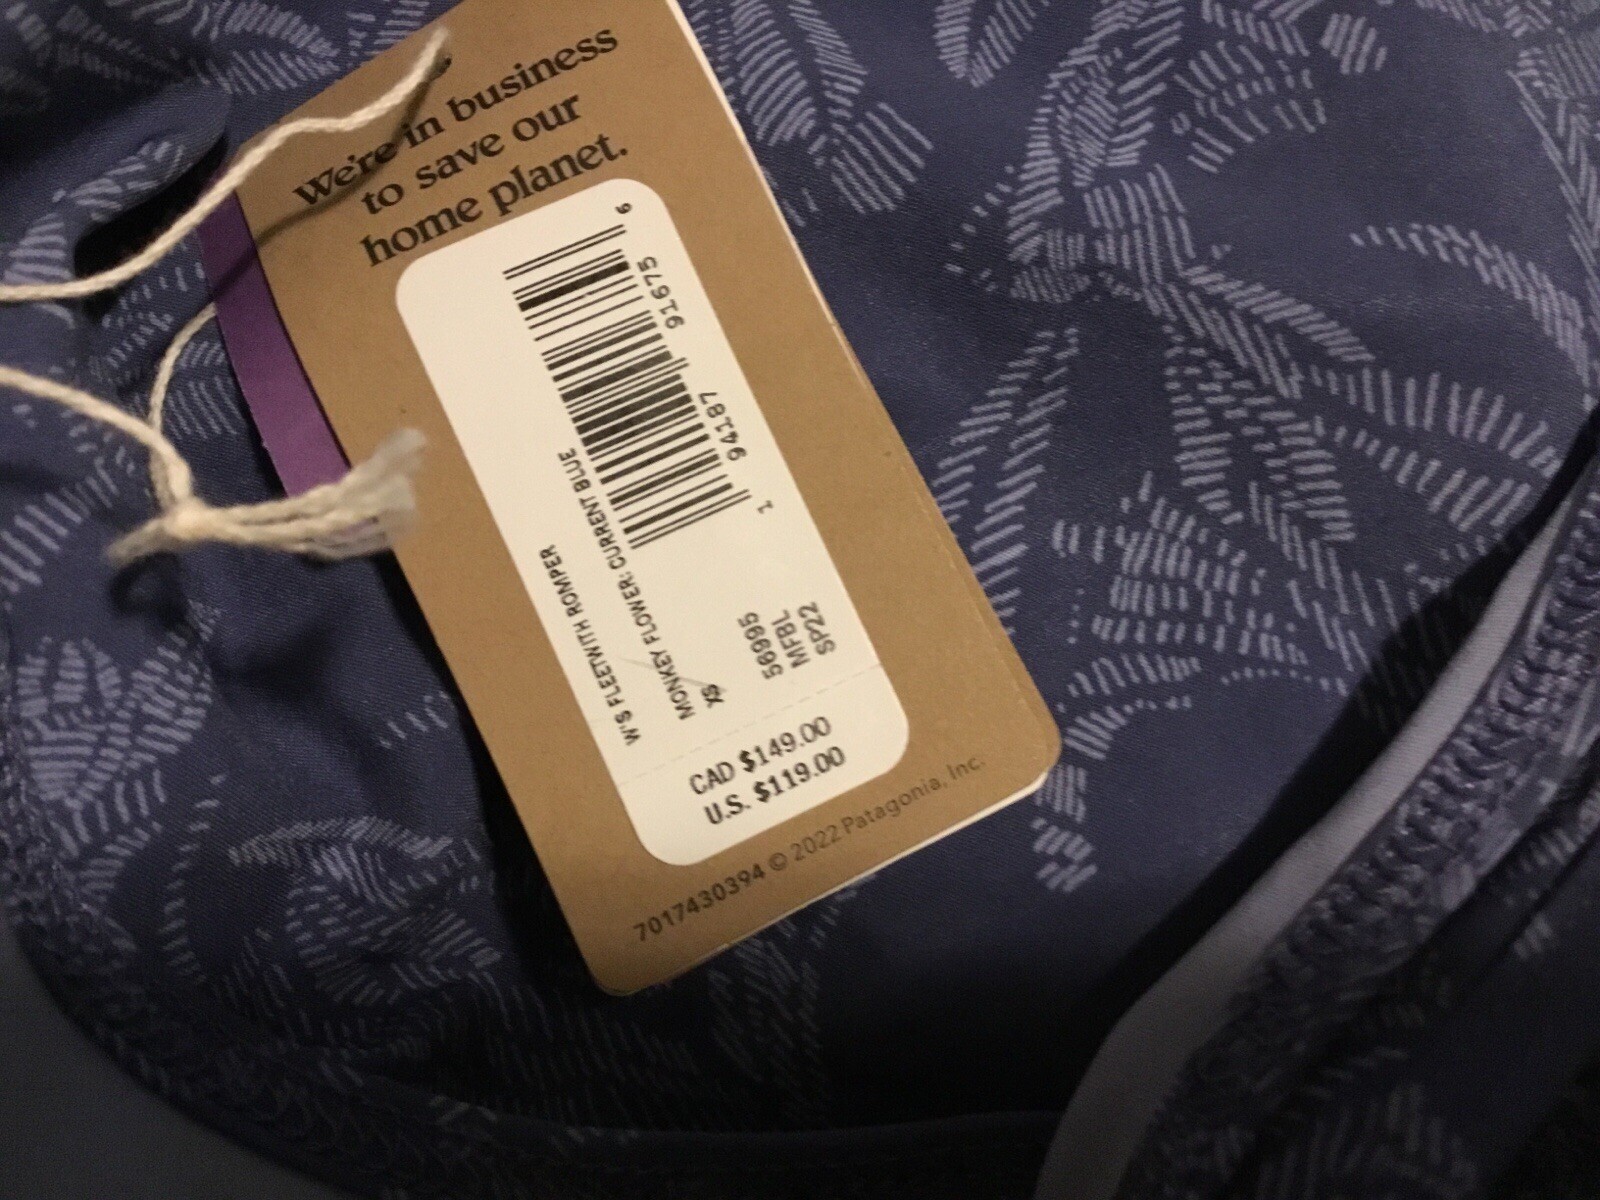 We're in business
to save our
home planet.
1 94187 91675 6
W'S FLEETWITH ROMPER
MONKEY FLOWER: CURRENT BLUE
XS
56995
MFBL
SP22
CAD $149.00
U.S. $119.00
7017430394 © 2022 Patagonia, Inc.